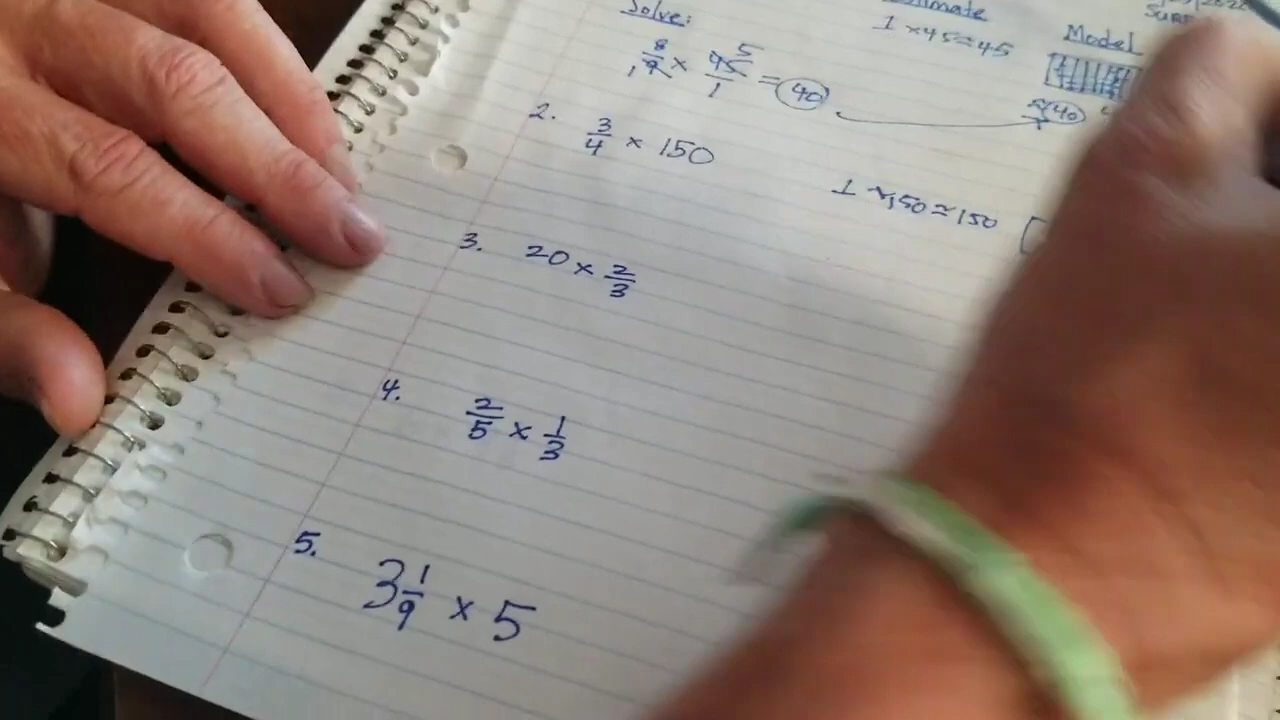 Solve:
Model
1 × 45 ≈ 45
8/9 × 45/1 = 40
5
1
≈ 40
2. 3/4 × 150
1 × 150 ≈ 150
3. 20 × 2/3
4. 2/5 × 1/3
5. 3 1/9 × 5